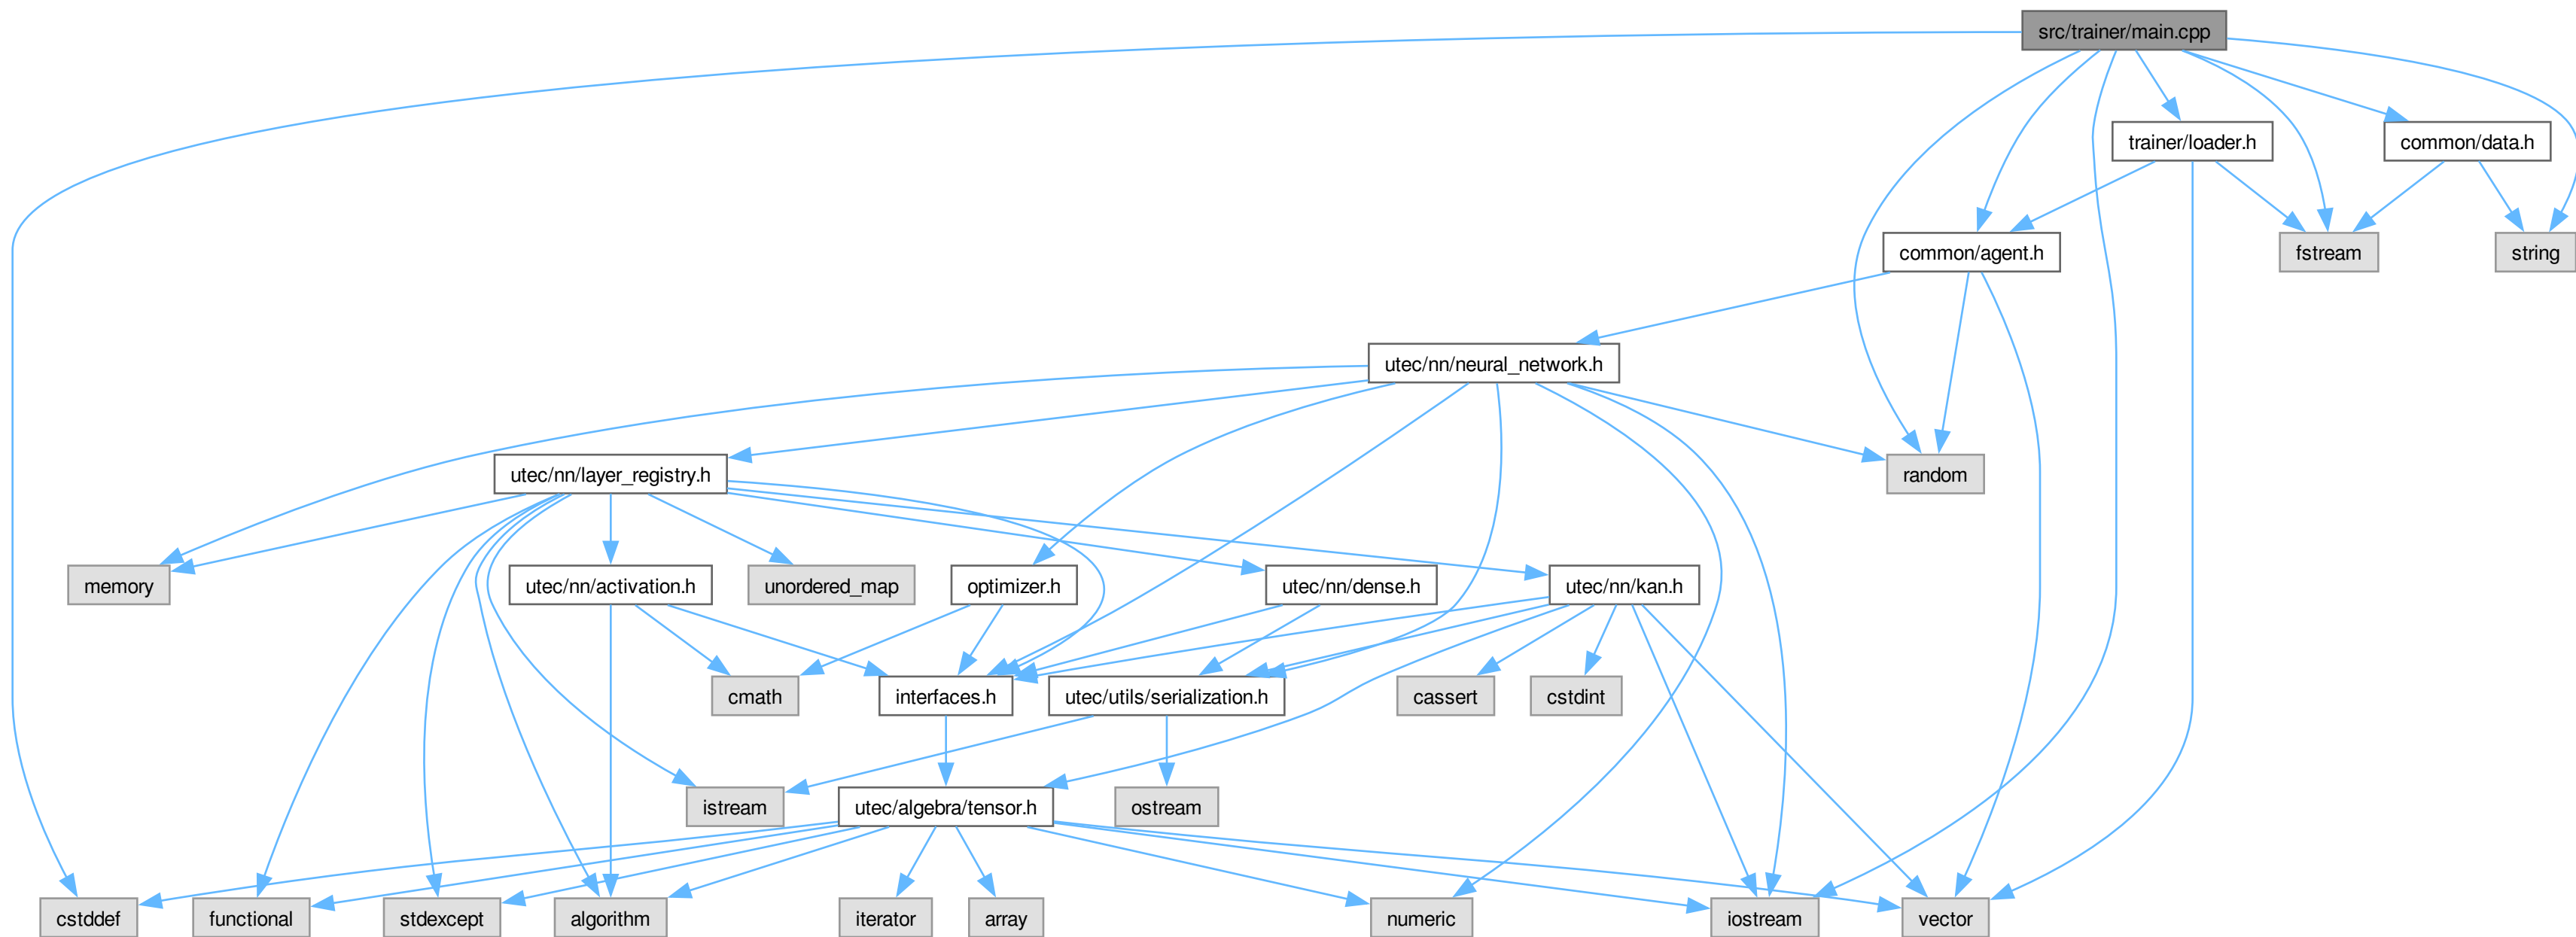 src/trainer/main.cpp
trainer/loader.h
common/data.h
common/agent.h
fstream
string
utec/nn/neural_network.h
utec/nn/layer_registry.h
random
memory
utec/nn/activation.h
unordered_map
optimizer.h
utec/nn/dense.h
utec/nn/kan.h
cmath
interfaces.h
utec/utils/serialization.h
cassert
cstdint
istream
utec/algebra/tensor.h
ostream
cstddef
functional
stdexcept
algorithm
iterator
array
numeric
iostream
vector